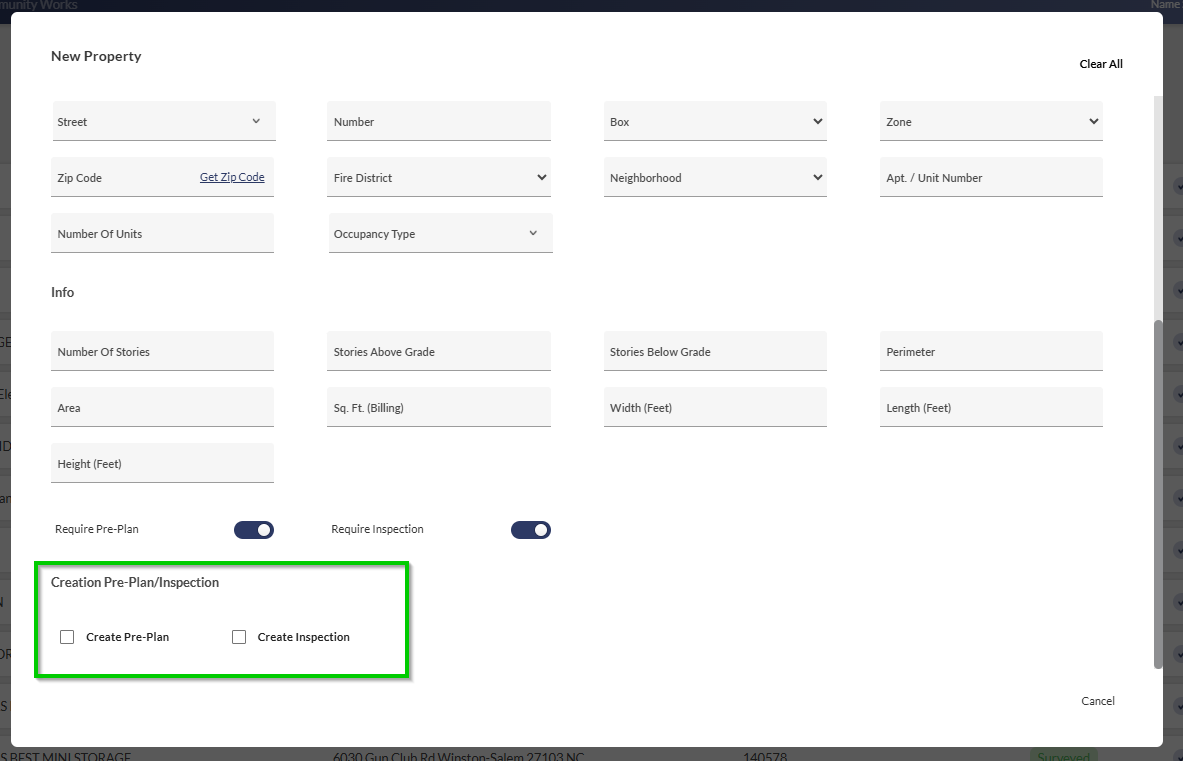 munity Works
Name
New Property
Clear All
Street
Number
Box
Zone
Zip Code
Get Zip Code
Fire District
Neighborhood
Apt. / Unit Number
Number Of Units
Occupancy Type
Info
Number Of Stories
Stories Above Grade
Stories Below Grade
Perimeter
Area
Sq. Ft. (Billing)
Width (Feet)
Length (Feet)
Height (Feet)
Require Pre-Plan
Require Inspection
Creation Pre-Plan/Inspection
Create Pre-Plan
Create Inspection
Cancel
S BEST MINI STORAGE
6030 Gun Club Rd Winston-Salem 27103 NC
140578
Surveyed